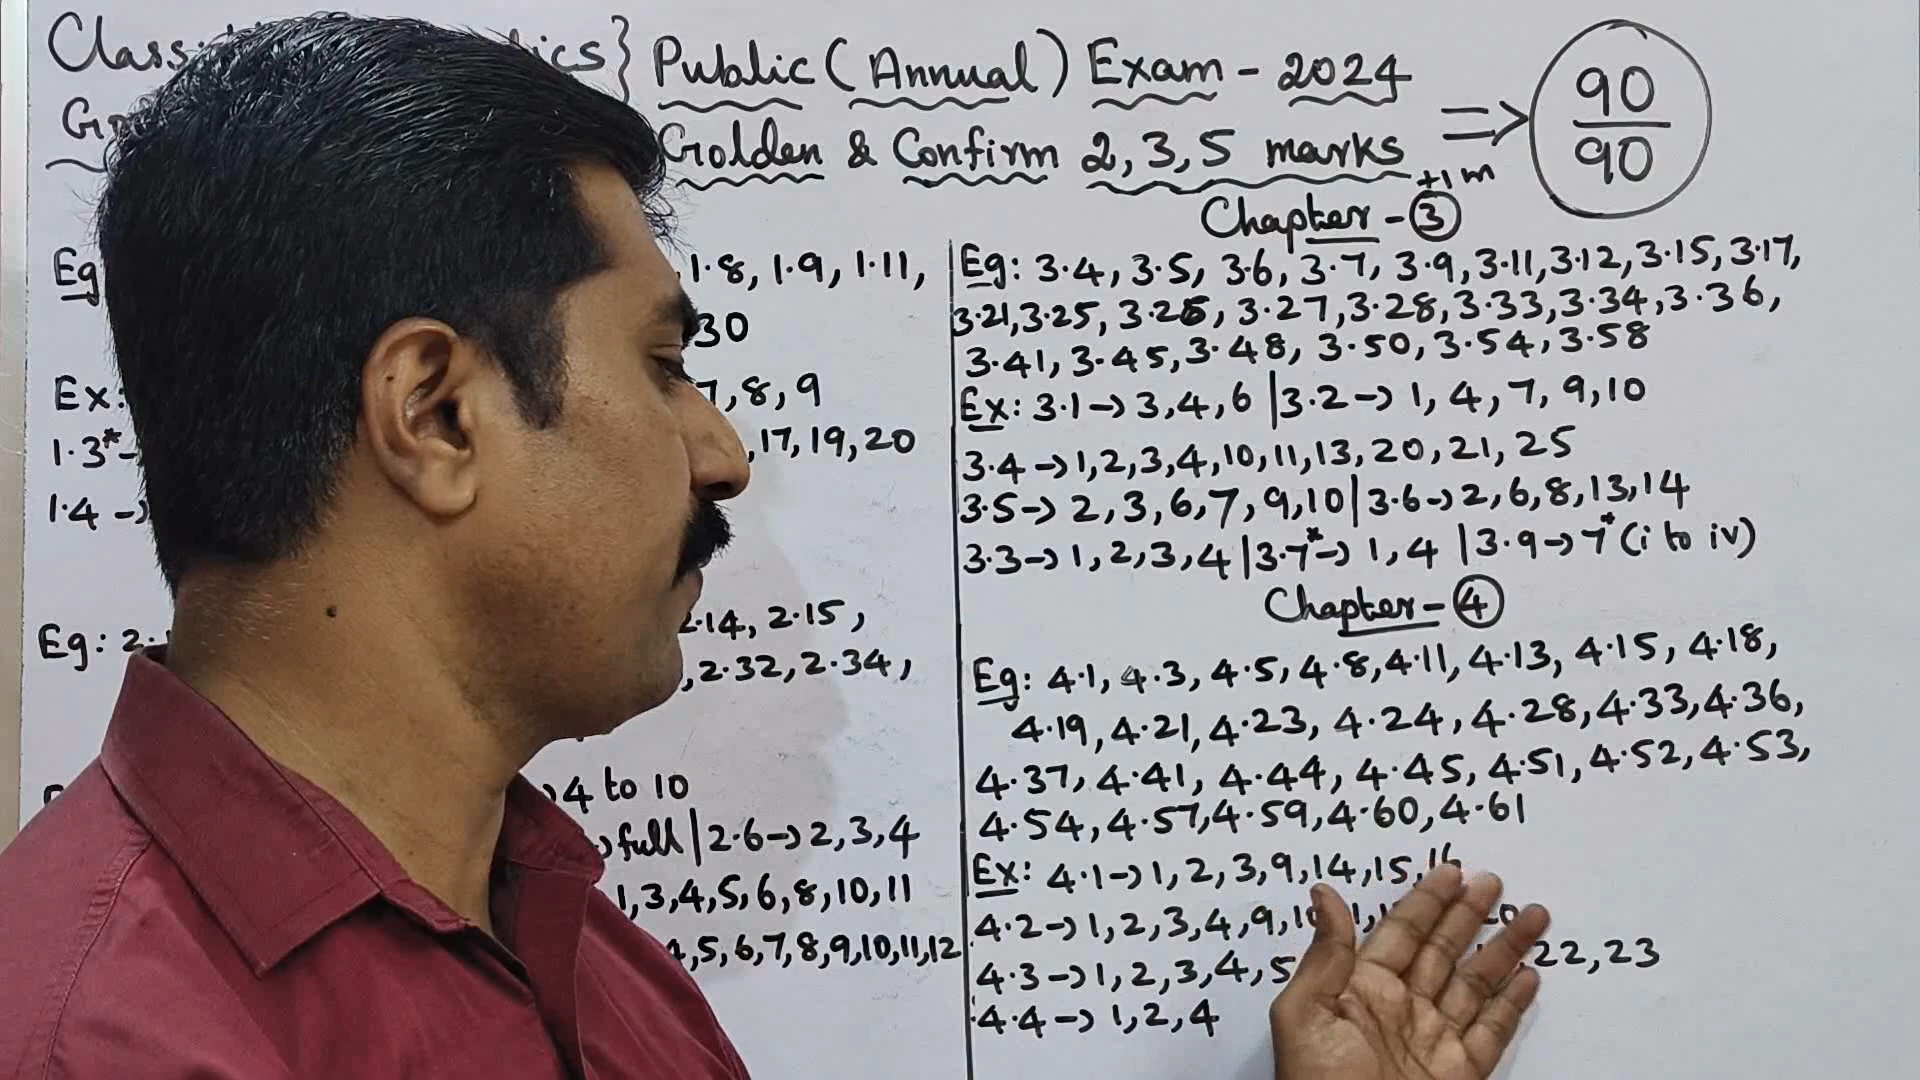 Class
Public (Annual) Exam - 2024
Golden & Confirm 2, 3, 5 marks => 90/90
+1 m
1.8, 1.9, 1.11,
30
Ex:
7, 8, 9
1.3*-
17, 19, 20
1.4 ->
Eg: 2.
2.14, 2.15,
, 2.32, 2.34,
4 to 10
full | 2.6 -> 2, 3, 4
1, 3, 4, 5, 6, 8, 10, 11
4, 5, 6, 7, 8, 9, 10, 11, 12
Chapter - 3
Eg: 3.4, 3.5, 3.6, 3.7, 3.9, 3.11, 3.12, 3.15, 3.17,
3.21, 3.25, 3.26, 3.27, 3.28, 3.33, 3.34, 3.36,
3.41, 3.45, 3.48, 3.50, 3.54, 3.58
Ex: 3.1 -> 3, 4, 6 | 3.2 -> 1, 4, 7, 9, 10
3.4 -> 1, 2, 3, 4, 10, 11, 13, 20, 21, 25
3.5 -> 2, 3, 6, 7, 9, 10 | 3.6 -> 2, 6, 8, 13, 14
3.3 -> 1, 2, 3, 4 | 3.7* -> 1, 4 | 3.9 -> 7* (i to iv)
Chapter - 4
Eg: 4.1, 4.3, 4.5, 4.8, 4.11, 4.13, 4.15, 4.18,
4.19, 4.21, 4.23, 4.24, 4.28, 4.33, 4.36,
4.37, 4.41, 4.44, 4.45, 4.51, 4.52, 4.53,
4.54, 4.57, 4.59, 4.60, 4.61
Ex: 4.1 -> 1, 2, 3, 9, 14, 15, 16
4.2 -> 1, 2, 3, 4, 9, 10
4.3 -> 1, 2, 3, 4, 5 22, 23
4.4 -> 1, 2, 4